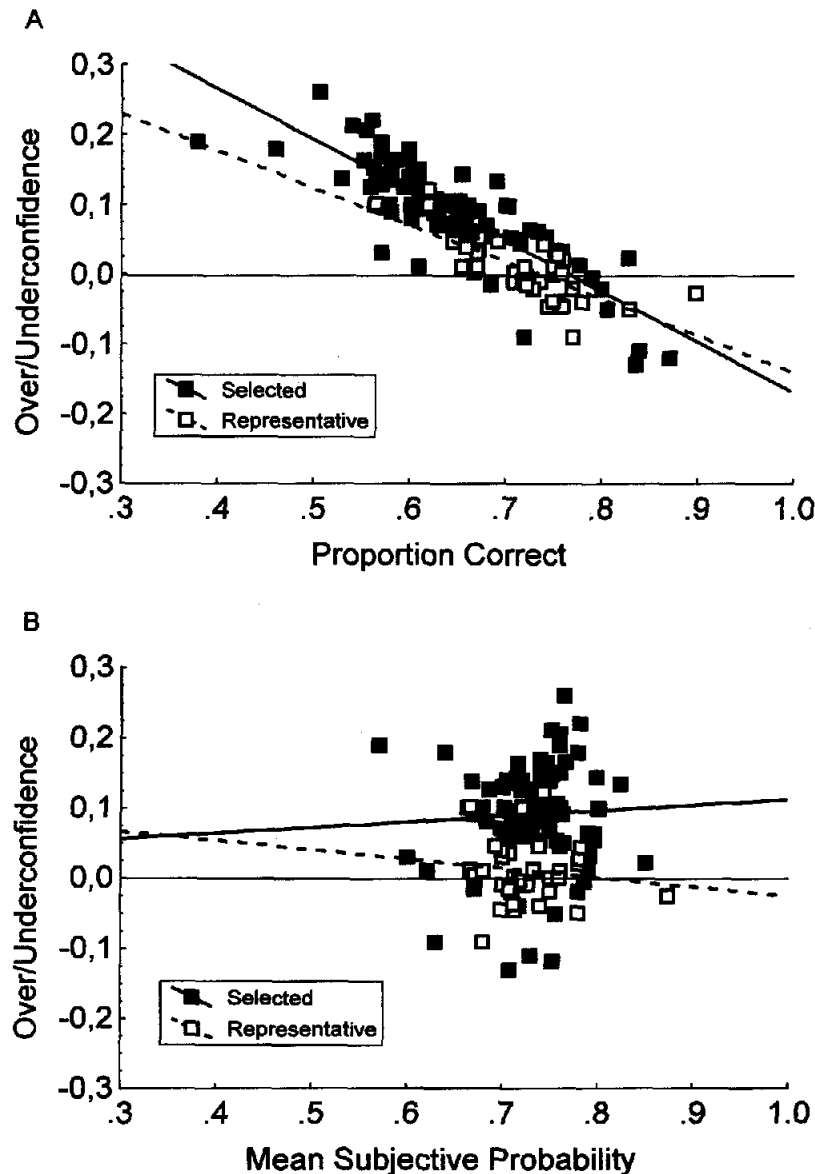 A
0,3
0,2
0,1
0,0
-0,1
-0,2
-0,3
Over/Underconfidence
Selected
Representative
.3 .4 .5 .6 .7 .8 .9 1.0
Proportion Correct
B
0,3
0,2
0,1
0,0
-0,1
-0,2
-0,3
Over/Underconfidence
Selected
Representative
.3 .4 .5 .6 .7 .8 .9 1.0
Mean Subjective Probability